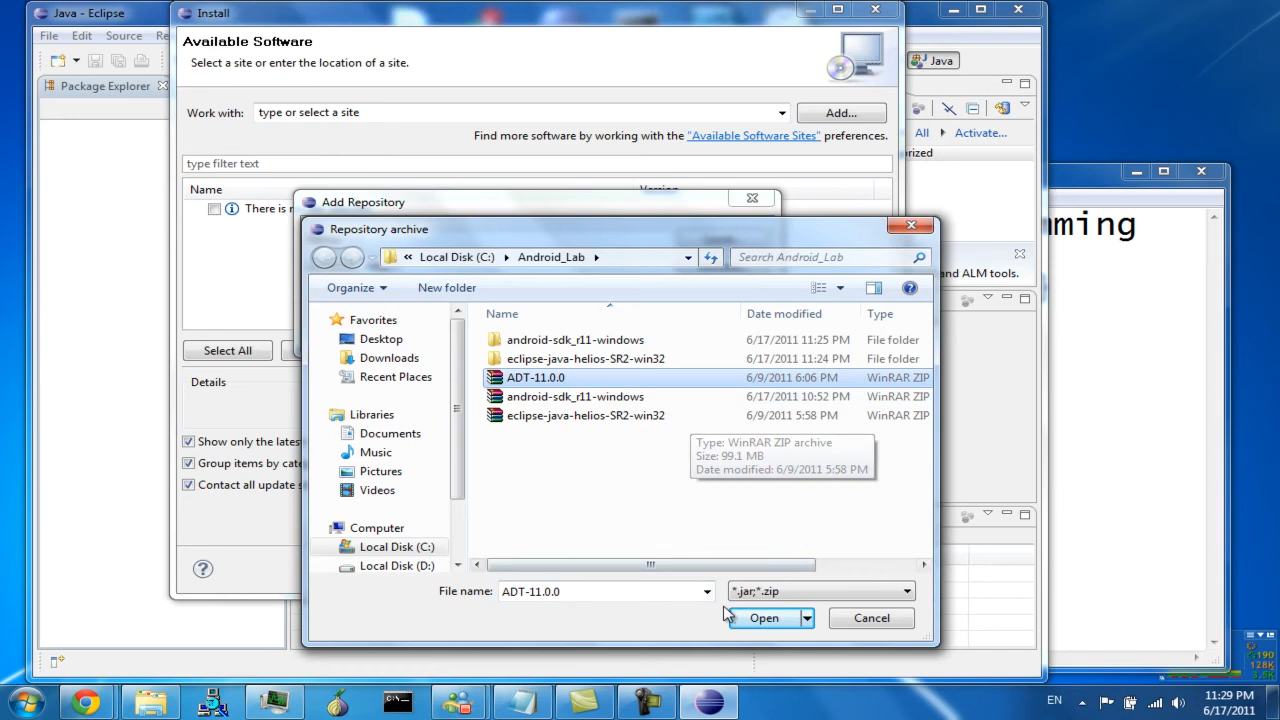 Java - Eclipse
Install
File Edit Source Re
Available Software
Select a site or enter the location of a site.
Java
Package Explorer
Work with: type or select a site Add...
Find more software by working with the "Available Software Sites" preferences.
All Activate...
rized
type filter text
Name Version
There is n
Add Repository
Repository archive
mming
« Local Disk (C:) Android_Lab Search Android_Lab
and ALM tools.
Organize New folder
Name Date modified Type
Favorites
Desktop
Downloads
Recent Places
Libraries
Documents
Music
Pictures
Videos
Computer
Local Disk (C:)
Local Disk (D:)
android-sdk_r11-windows 6/17/2011 11:25 PM File folder
eclipse-java-helios-SR2-win32 6/17/2011 11:24 PM File folder
ADT-11.0.0 6/9/2011 6:06 PM WinRAR ZIP
android-sdk_r11-windows 6/17/2011 10:52 PM WinRAR ZIP
eclipse-java-helios-SR2-win32 6/9/2011 5:58 PM WinRAR ZIP
Type: WinRAR ZIP archive
Size: 99.1 MB
Date modified: 6/9/2011 5:58 PM
Select All
Details
Show only the lates
Group items by cate
Contact all update s
File name: ADT-11.0.0 *.jar;*.zip
Open Cancel
190
128K
3.5K
EN
11:29 PM
6/17/2011